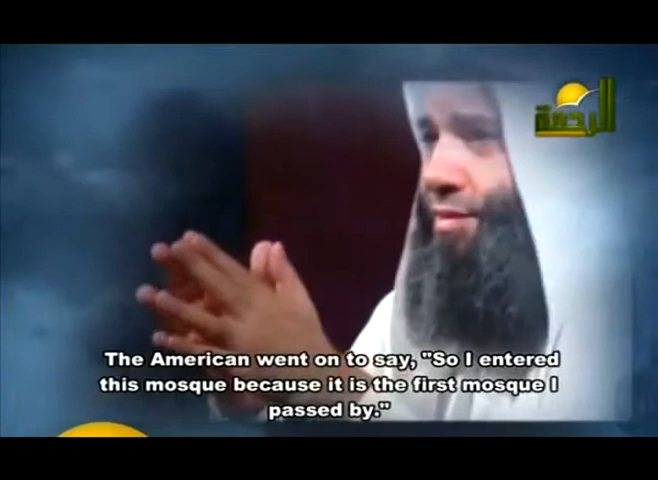 الرحمة
The American went on to say, "So I entered
this mosque because it is the first mosque I
passed by."